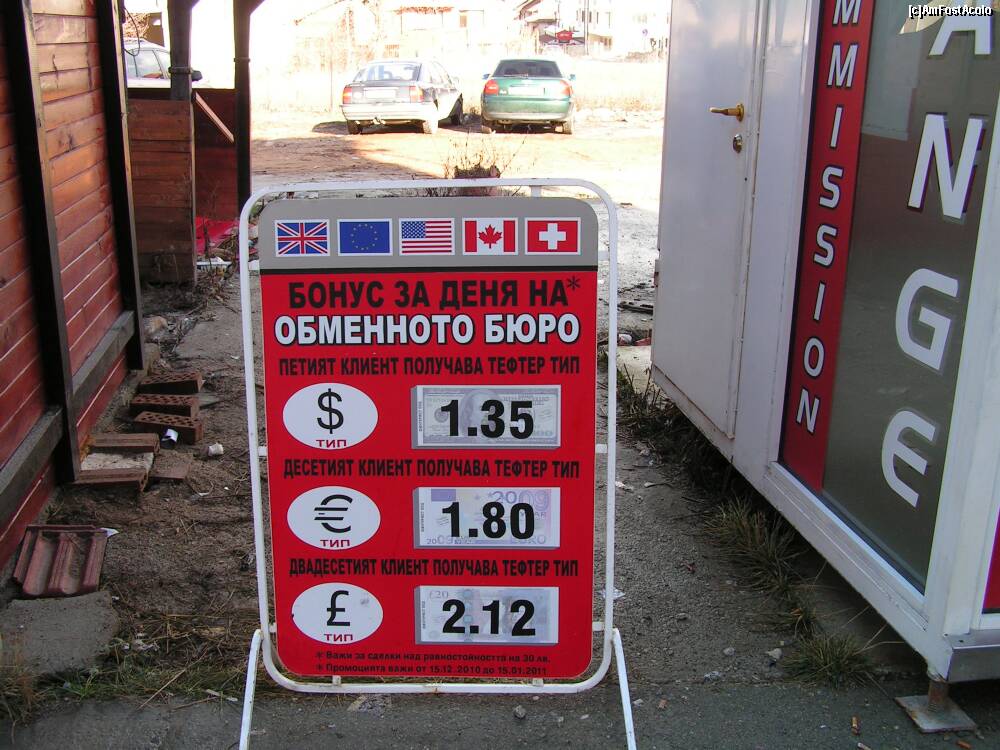 [c]AmFostAcolo
БОНУС ЗА ДЕНЯ НА*
ОБМЕННОТО БЮРО
ПЕТИЯТ КЛИЕНТ ПОЛУЧАВА ТЕФТЕР ТИП
$
ТИП
1.35
ДЕСЕТИЯТ КЛИЕНТ ПОЛУЧАВА ТЕФТЕР ТИП
€
ТИП
1.80
ДВАДЕСЕТИЯТ КЛИЕНТ ПОЛУЧАВА ТЕФТЕР ТИП
£
ТИП
2.12
* Важи за сделки над равностойността на 30 лв.
* Промоцията важи от 15.12.2010 до 15.01.2011
MMISSION
ANGE